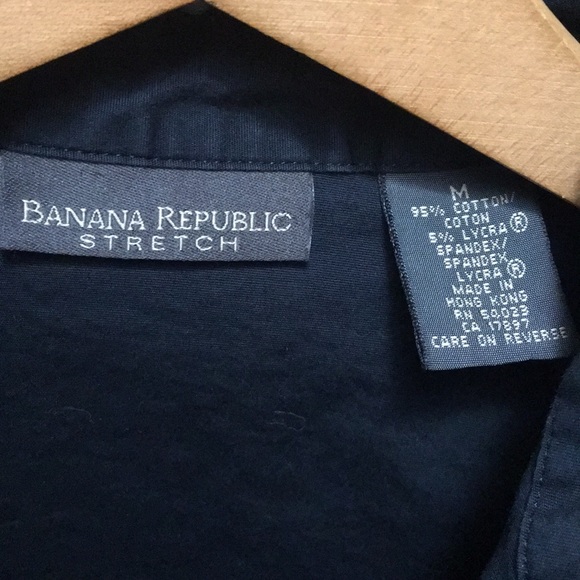 BANANA REPUBLIC
STRETCH
M
95% COTTON/
COTON
5% LYCRA®
SPANDEX/
SPANDEX
LYCRA®
MADE IN
HONG KONG
RN 54023
CA 17897
CARE ON REVERSE